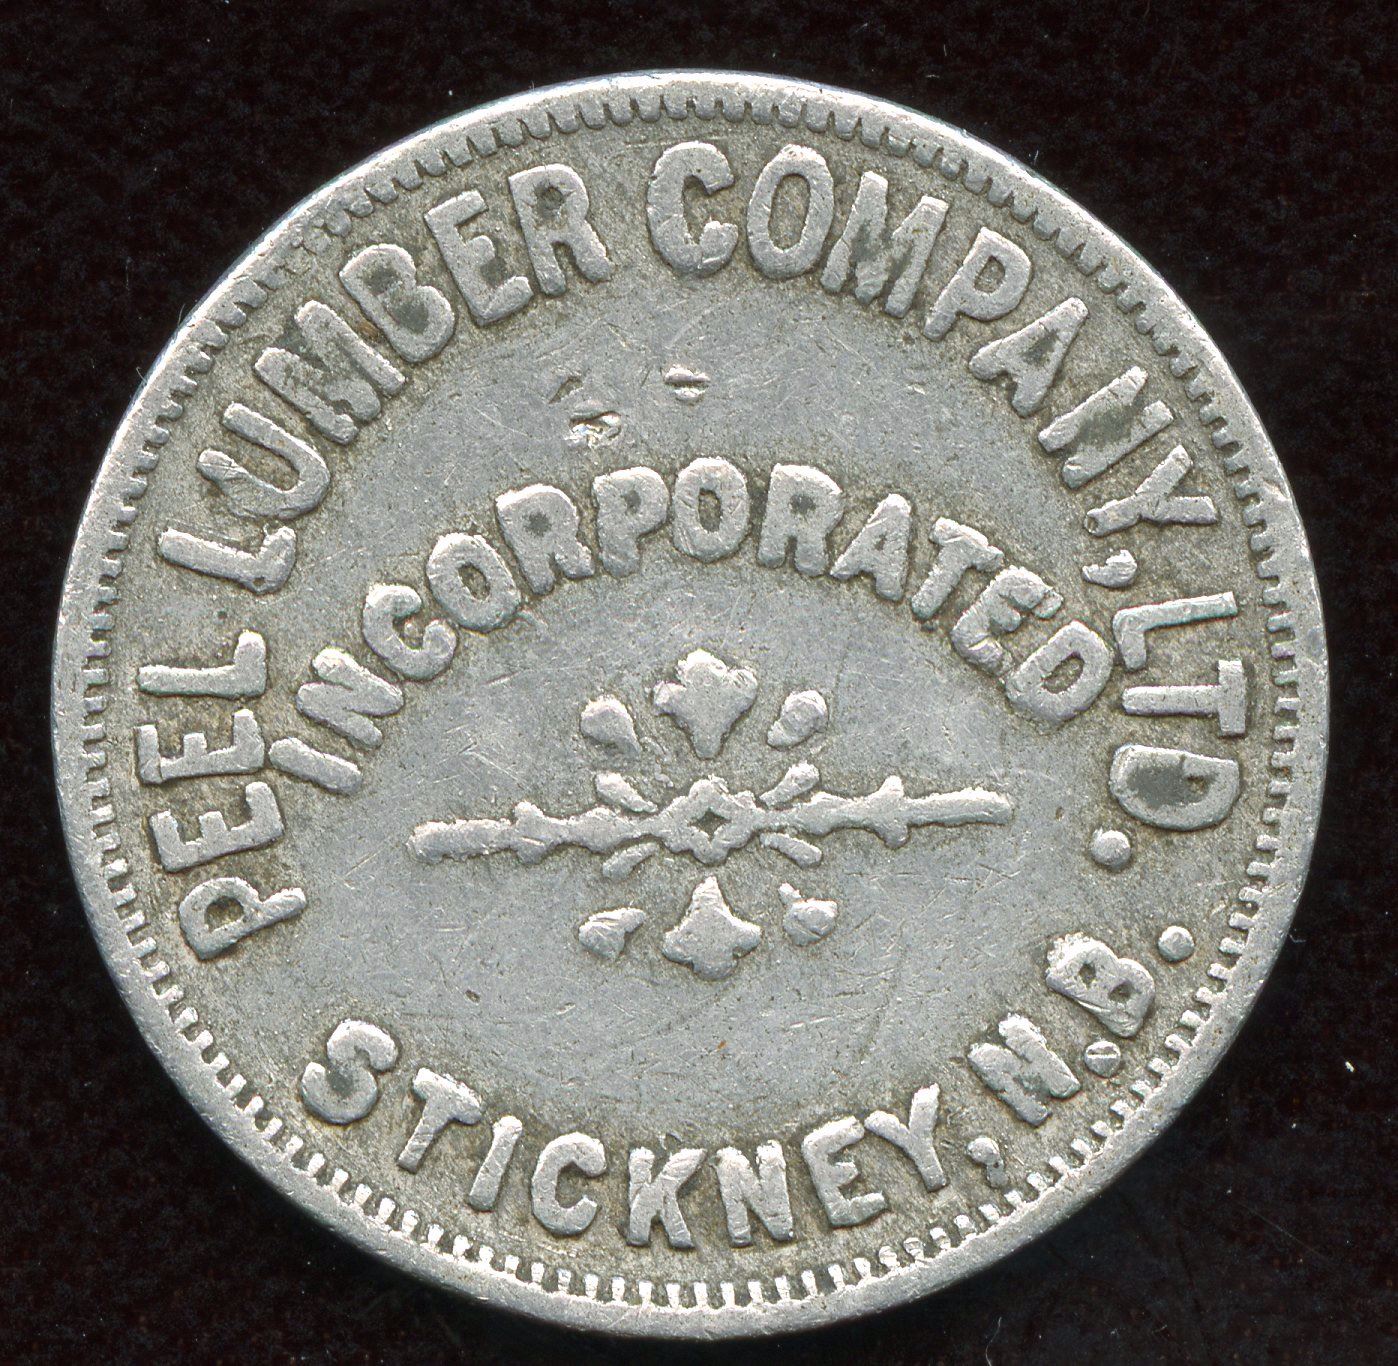 PEEL LUMBER COMPANY, LTD.
INCORPORATED
STICKNEY, N.B.